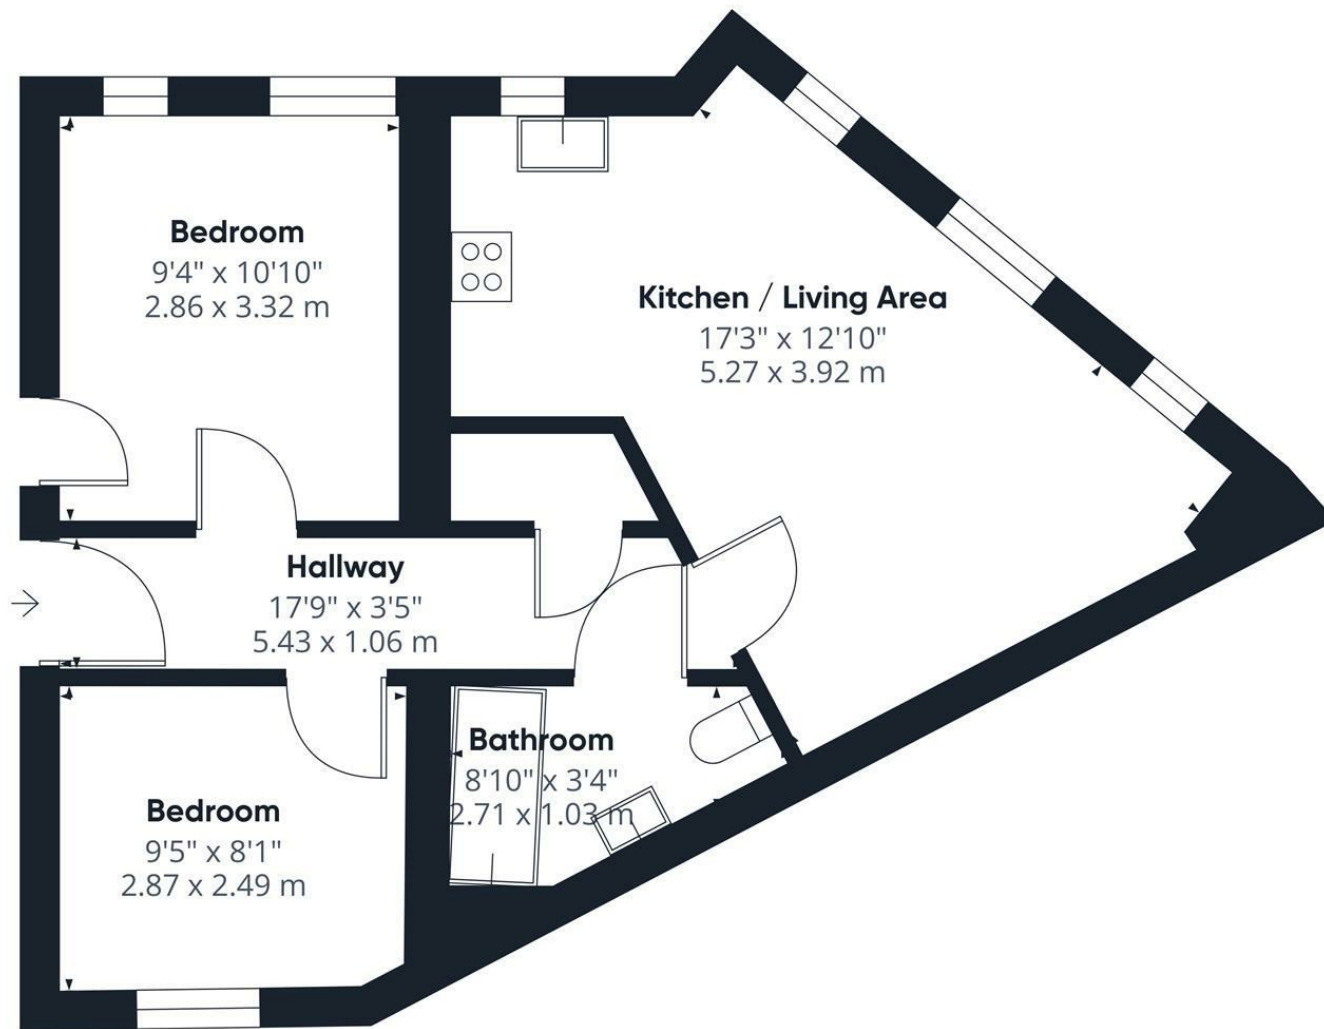 Bedroom
9'4" x 10'10"
2.86 x 3.32 m
Kitchen / Living Area
17'3" x 12'10"
5.27 x 3.92 m
Hallway
17'9" x 3'5"
5.43 x 1.06 m
Bathroom
8'10" x 3'4"
2.71 x 1.03 m
Bedroom
9'5" x 8'1"
2.87 x 2.49 m